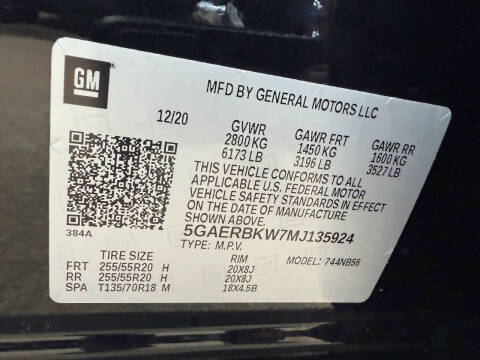 GM
MFD BY GENERAL MOTORS LLC
12/20 GVWR GAWR FRT GAWR RR
2800 KG 1450 KG 1600 KG
6173 LB 3196 LB 3527 LB
THIS VEHICLE CONFORMS TO ALL
APPLICABLE U.S. FEDERAL MOTOR
VEHICLE SAFETY STANDARDS IN EFFECT
ON THE DATE OF MANUFACTURE
SHOWN ABOVE.
384A 5GAERBKW7MJ135924
TYPE: M.P.V. 744NB56
TIRE SIZE RIM
FRT 255/55R20 H 20X8J
RR 255/55R20 H 20X8J
SPA T135/70R18 M 18X4.5B